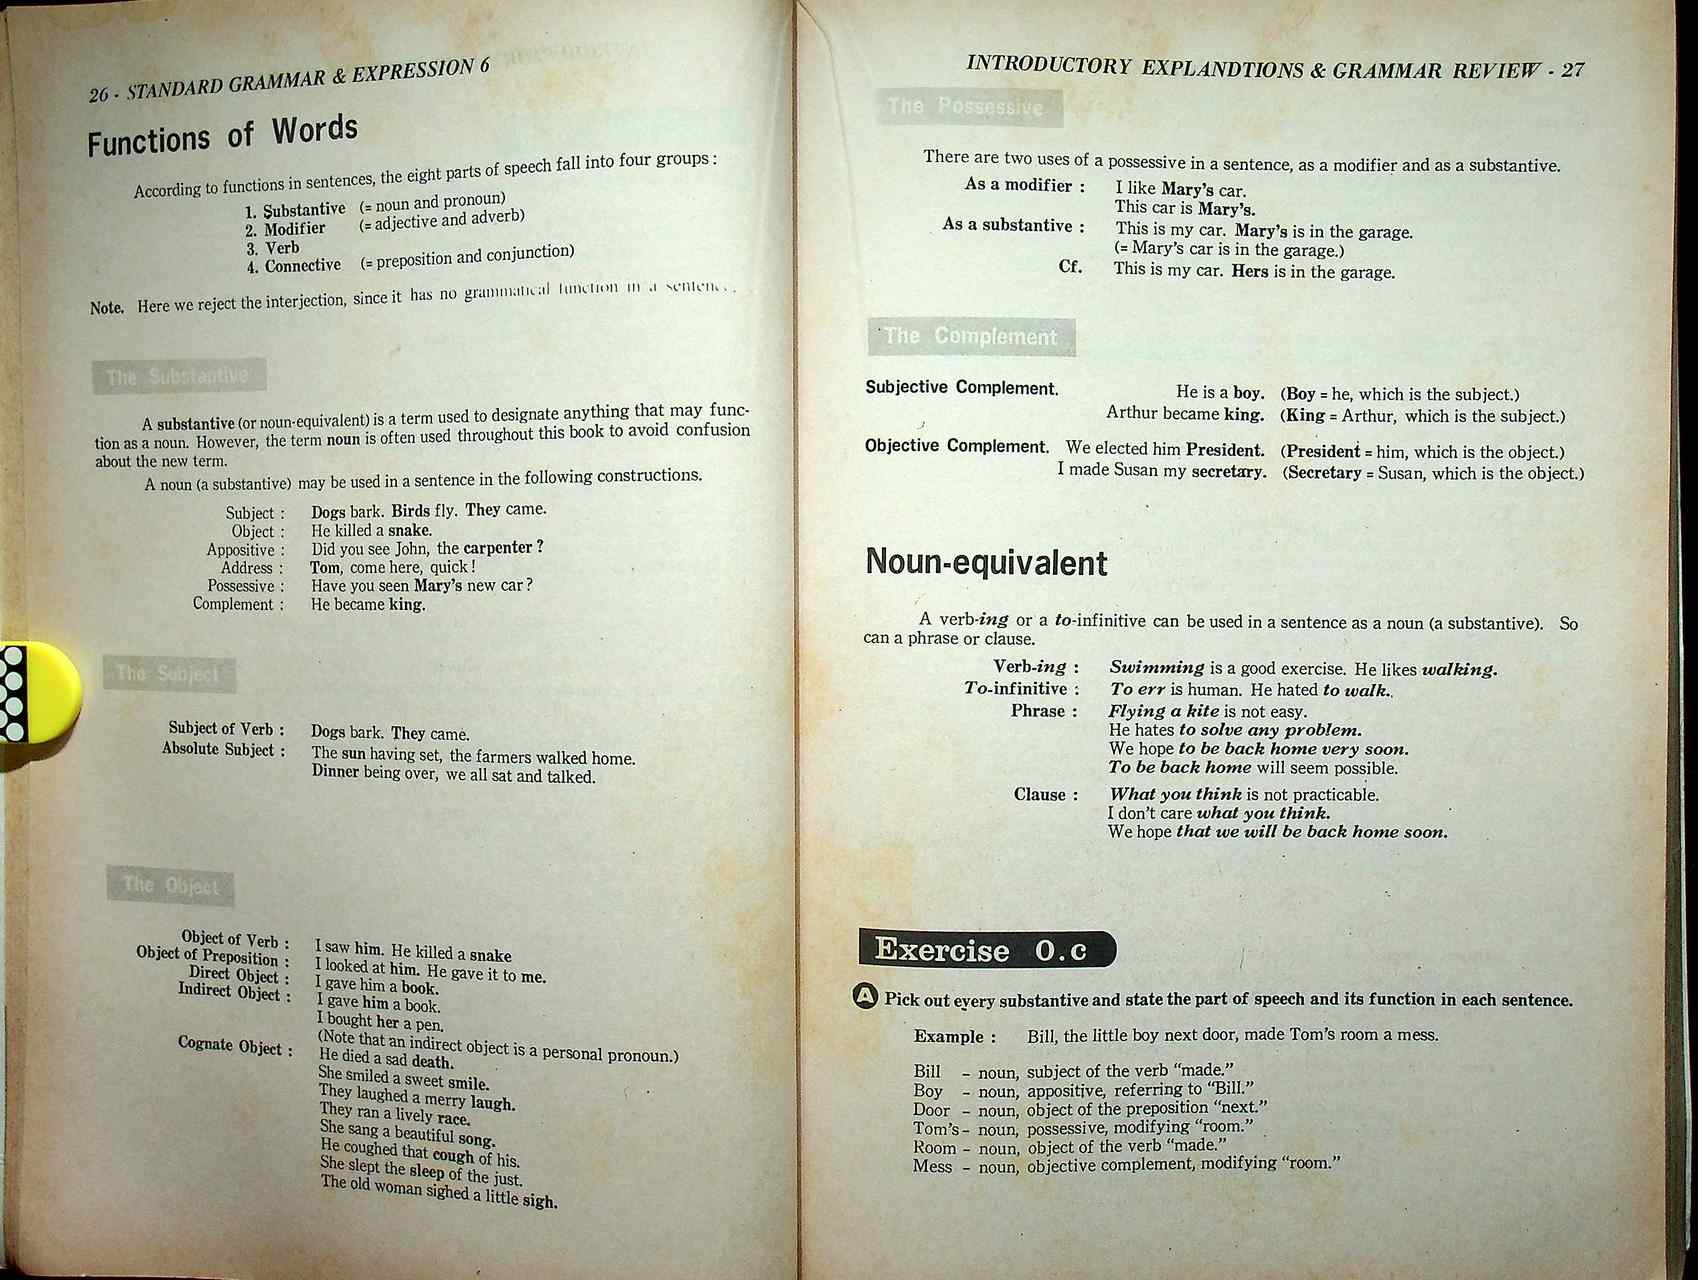 26 - STANDARD GRAMMAR & EXPRESSION 6
Functions of Words
According to functions in sentences, the eight parts of speech fall into four groups :
1. Substantive (= noun and pronoun)
2. Modifier (= adjective and adverb)
3. Verb
4. Connective (= preposition and conjunction)
Note. Here we reject the interjection, since it has no grammatical function in a sentence.
The Substantive
A substantive (or noun-equivalent) is a term used to designate anything that may func-
tion as a noun. However, the term noun is often used throughout this book to avoid confusion
about the new term.
A noun (a substantive) may be used in a sentence in the following constructions.
Subject : Dogs bark. Birds fly. They came.
Object : He killed a snake.
Appositive : Did you see John, the carpenter ?
Address : Tom, come here, quick !
Possessive : Have you seen Mary's new car ?
Complement : He became king.
The Subject
Subject of Verb : Dogs bark. They came.
Absolute Subject : The sun having set, the farmers walked home.
Dinner being over, we all sat and talked.
The Object
Object of Verb : I saw him. He killed a snake
Object of Preposition : I looked at him. He gave it to me.
Direct Object : I gave him a book.
Indirect Object : I gave him a book.
I bought her a pen.
(Note that an indirect object is a personal pronoun.)
Cognate Object : He died a sad death.
She smiled a sweet smile.
They laughed a merry laugh.
They ran a lively race.
She sang a beautiful song.
He coughed that cough of his.
She slept the sleep of the just.
The old woman sighed a little sigh.
INTRODUCTORY EXPLANDTIONS & GRAMMAR REVIEW - 27
The Possessive
There are two uses of a possessive in a sentence, as a modifier and as a substantive.
As a modifier : I like Mary's car.
This car is Mary's.
As a substantive : This is my car. Mary's is in the garage.
(= Mary's car is in the garage.)
Cf. This is my car. Hers is in the garage.
The Complement
Subjective Complement. He is a boy. (Boy = he, which is the subject.)
Arthur became king. (King = Arthur, which is the subject.)
Objective Complement. We elected him President. (President = him, which is the object.)
I made Susan my secretary. (Secretary = Susan, which is the object.)
Noun-equivalent
A verb-ing or a to-infinitive can be used in a sentence as a noun (a substantive). So
can a phrase or clause.
Verb-ing : Swimming is a good exercise. He likes walking.
To-infinitive : To err is human. He hated to walk.
Phrase : Flying a kite is not easy.
He hates to solve any problem.
We hope to be back home very soon.
To be back home will seem possible.
Clause : What you think is not practicable.
I don't care what you think.
We hope that we will be back home soon.
Exercise 0.c
A Pick out every substantive and state the part of speech and its function in each sentence.
Example : Bill, the little boy next door, made Tom's room a mess.
Bill – noun, subject of the verb “made.”
Boy – noun, appositive, referring to “Bill.”
Door – noun, object of the preposition “next.”
Tom's – noun, possessive, modifying “room.”
Room – noun, object of the verb “made.”
Mess – noun, objective complement, modifying “room.”